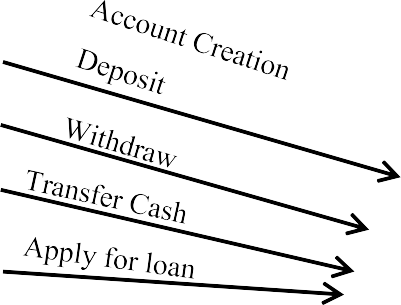 Account Creation
Deposit
Withdraw
Transfer Cash
Apply for loan